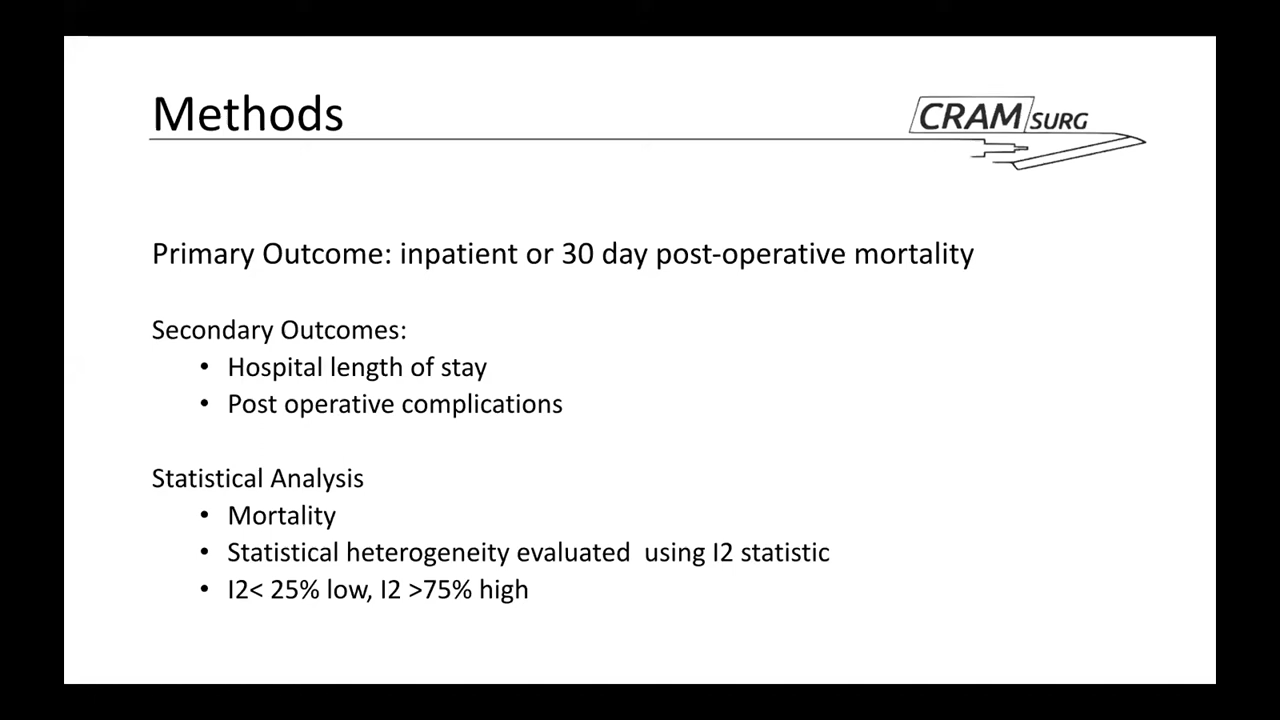 Methods
CRAM SURG
Primary Outcome: inpatient or 30 day post-operative mortality
Secondary Outcomes:
• Hospital length of stay
• Post operative complications
Statistical Analysis
• Mortality
• Statistical heterogeneity evaluated  using I2 statistic
• I2< 25% low, I2 >75% high